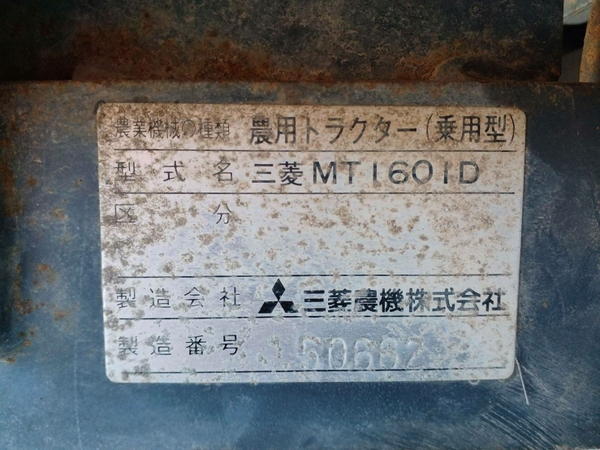 農業機械の種類 農用トラクター(乗用型)
型式名 三菱MT1601D
区分
製造会社 三菱農機株式会社
製造番号 50662